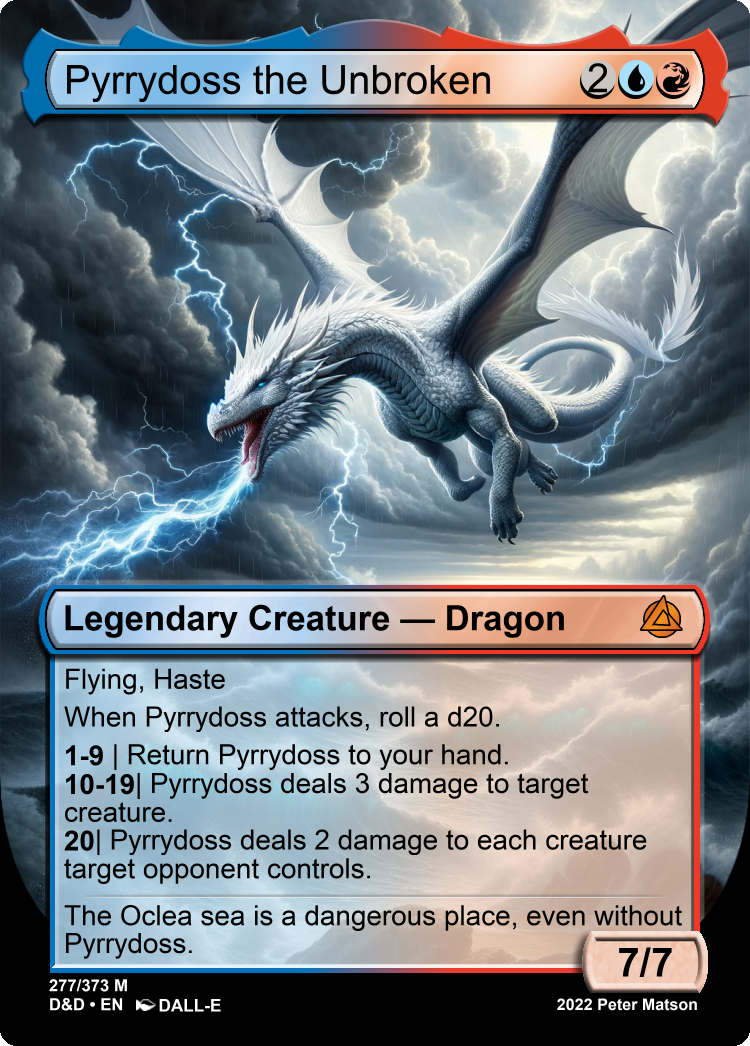 Pyrrydoss the Unbroken 2
Legendary Creature — Dragon
Flying, Haste
When Pyrrydoss attacks, roll a d20.
1-9 | Return Pyrrydoss to your hand.
10-19| Pyrrydoss deals 3 damage to target
creature.
20| Pyrrydoss deals 2 damage to each creature
target opponent controls.
The Oclea sea is a dangerous place, even without
Pyrrydoss.
7/7
277/373 M
D&D • EN DALL-E
2022 Peter Matson